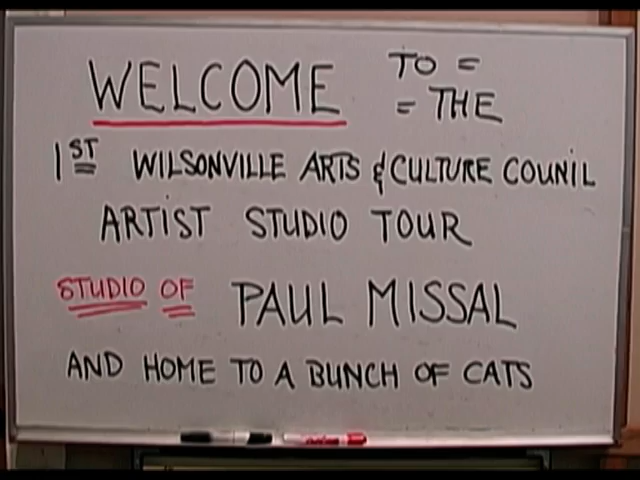 WELCOME TO =
= THE
1ST WILSONVILLE ARTS & CULTURE COUNIL
ARTIST STUDIO TOUR
STUDIO OF PAUL MISSAL
AND HOME TO A BUNCH OF CATS